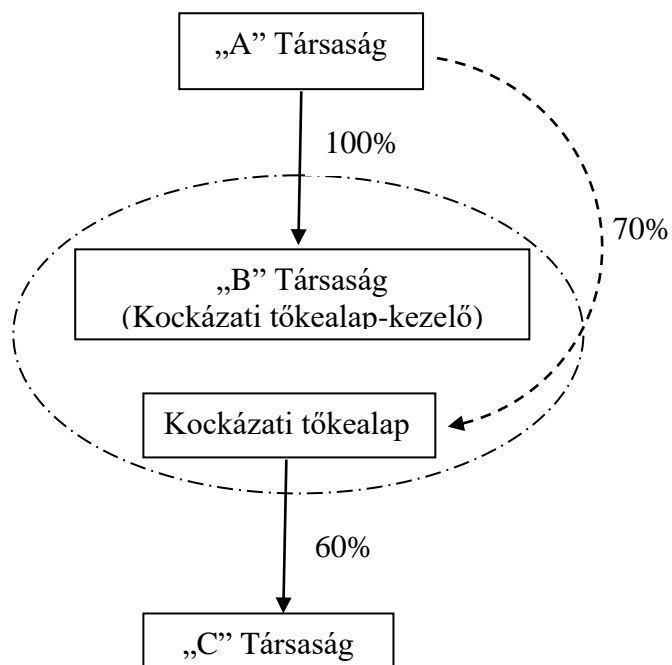 „A” Társaság
100%
70%
„B” Társaság
(Kockázati tőkealap-kezelő)
Kockázati tőkealap
60%
„C” Társaság